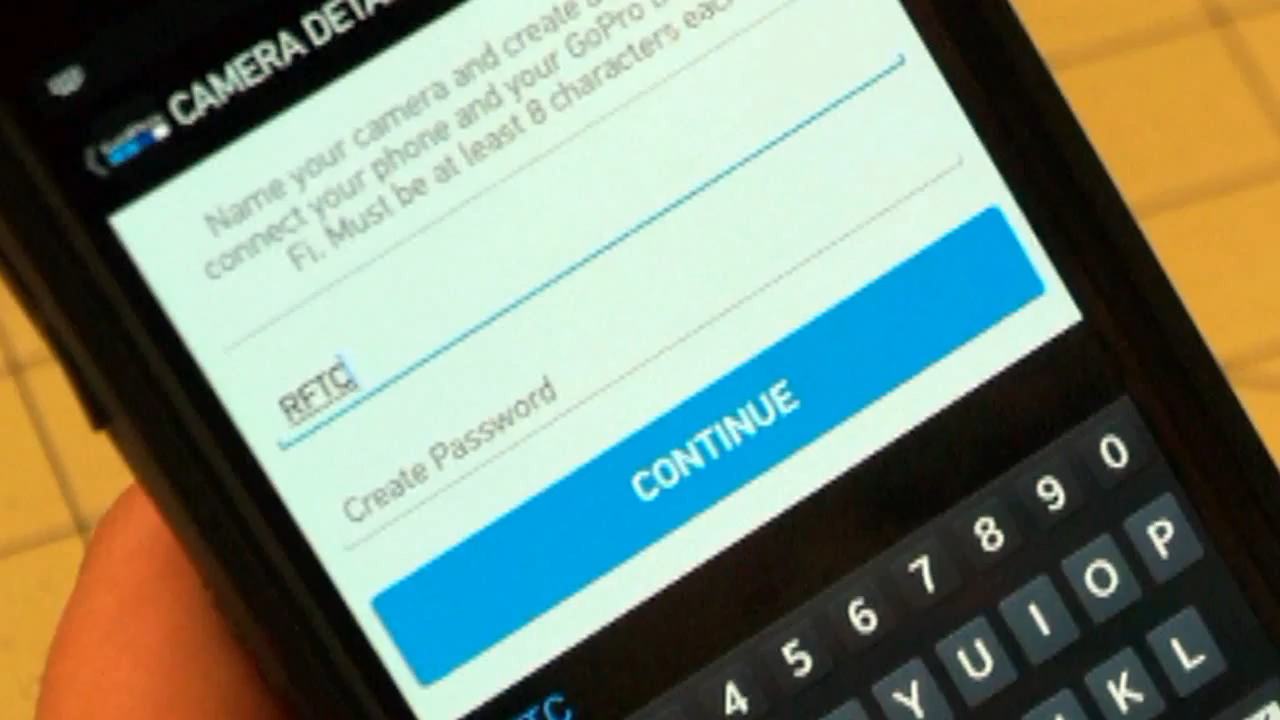 CAMERA DETA
Name your camera and create a
connect your phone and your GoPro
Fi. Must be at least 8 characters each
RFTC
Create Password
CONTINUE
TC
4 5 6 7 8 9 0
Y U I O P
K L